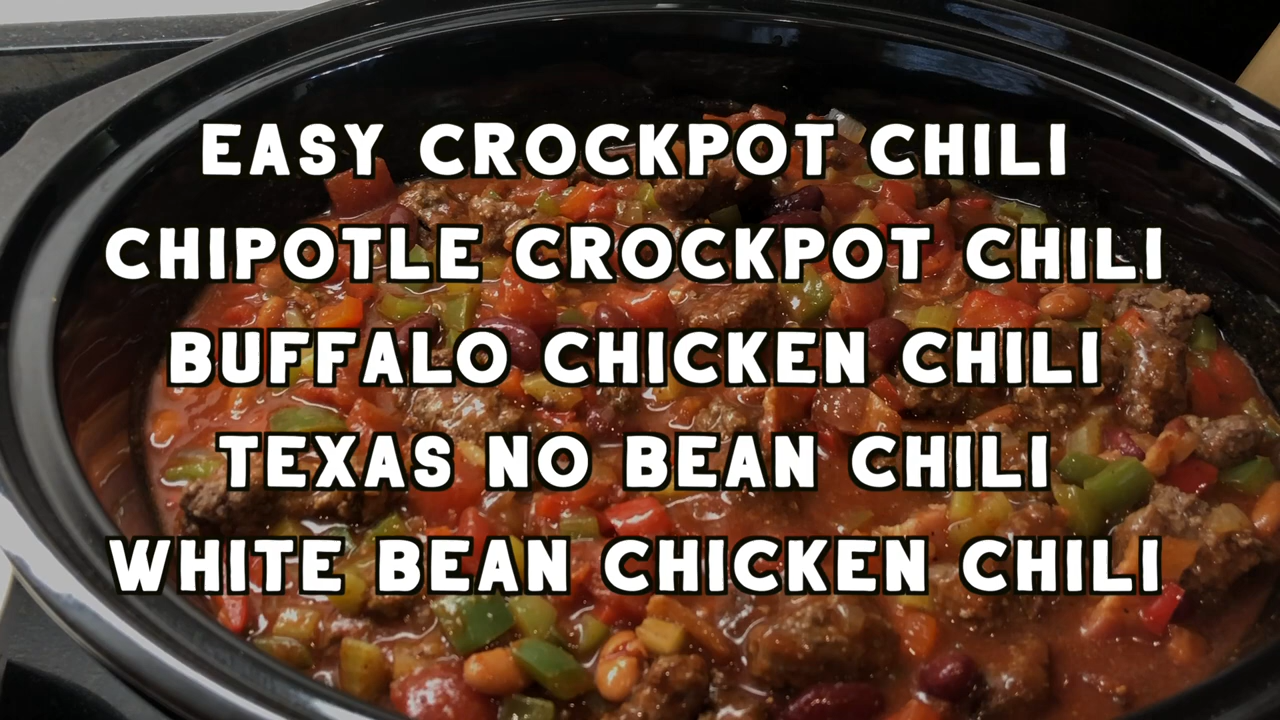 EASY CROCKPOT CHILI
CHIPOTLE CROCKPOT CHILI
BUFFALO CHICKEN CHILI
TEXAS NO BEAN CHILI
WHITE BEAN CHICKEN CHILI